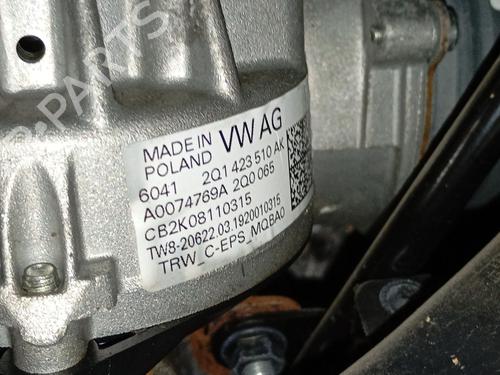 MADE IN
POLAND VW AG
6041 2Q1 423 510 AK
A0074769A 2Q0 065
CB2K08110315
TW8-20622.03.1920010315
TRW_C-EPS_MQBA0